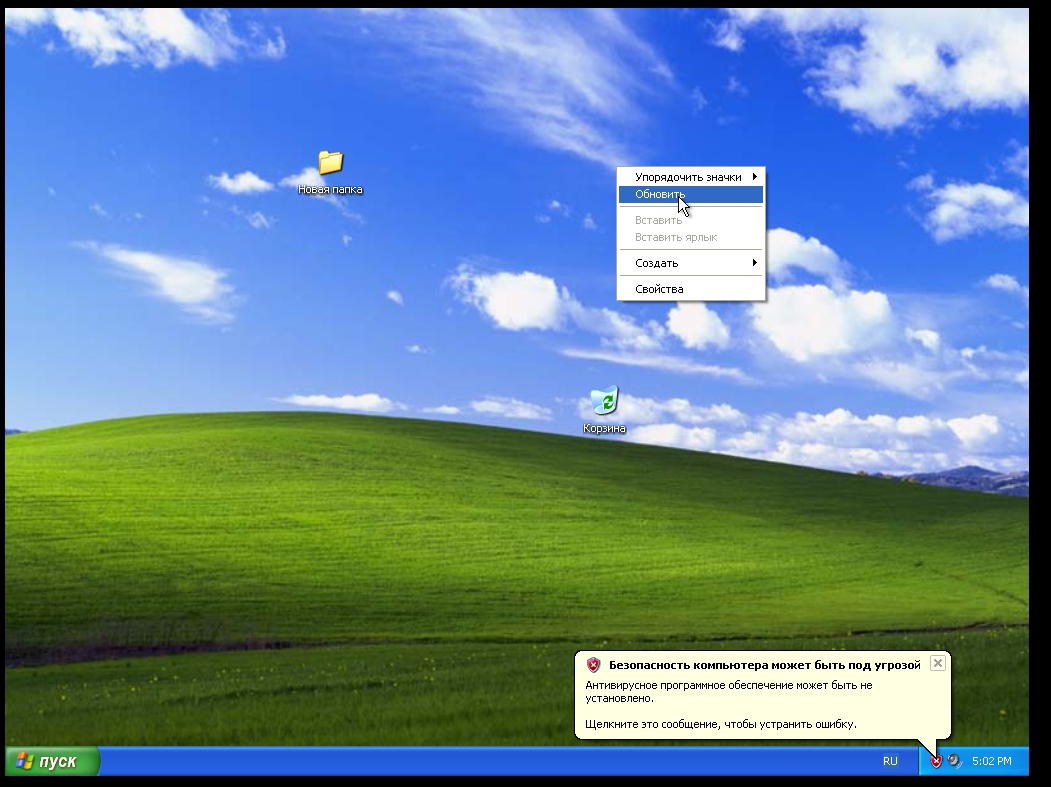 Новая папка
Упорядочить значки
Обновить
Вставить
Вставить ярлык
Создать
Свойства
Корзина
Безопасность компьютера может быть под угрозой
Антивирусное программное обеспечение может быть не
установлено.
Щелкните это сообщение, чтобы устранить ошибку.
пуск
RU
5:02 PM